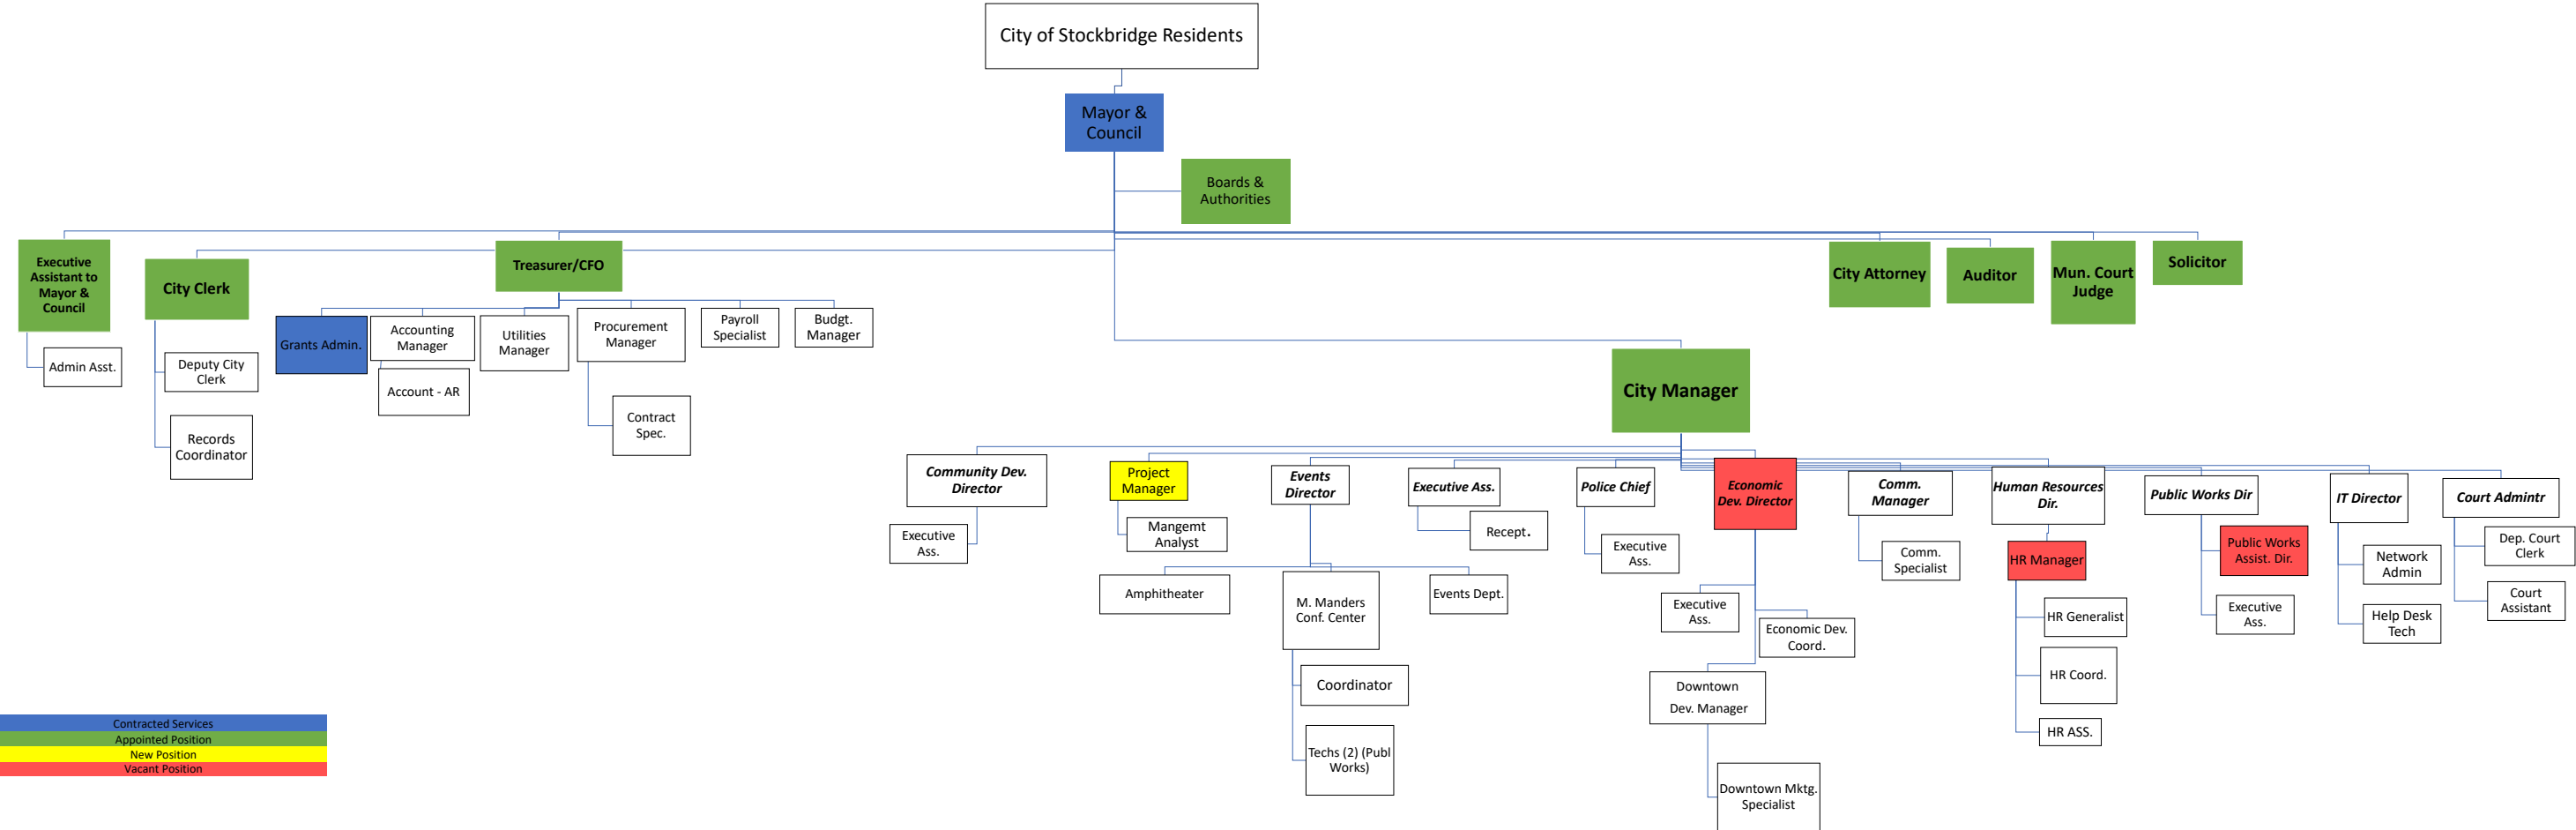 City of Stockbridge Residents
Mayor &
Council
Boards &
Authorities
Executive
Assistant to
Mayor &
Council
Admin Asst.
City Clerk
Deputy City
Clerk
Records
Coordinator
Treasurer/CFO
Grants Admin.
Accounting
Manager
Account - AR
Utilities
Manager
Procurement
Manager
Contract
Spec.
Payroll
Specialist
Budgt.
Manager
City Attorney
Auditor
Mun. Court
Judge
Solicitor
City Manager
Community Dev.
Director
Executive
Ass.
Project
Manager
Mangemt
Analyst
Events
Director
Amphitheater
M. Manders
Conf. Center
Coordinator
Techs (2) (Publ
Works)
Events Dept.
Executive Ass.
Recept.
Police Chief
Executive
Ass.
Economic
Dev. Director
Executive
Ass.
Economic Dev.
Coord.
Downtown
Dev. Manager
Downtown Mktg.
Specialist
Comm.
Manager
Comm.
Specialist
Human Resources
Dir.
HR Manager
HR Generalist
HR Coord.
HR ASS.
Public Works Dir
Public Works
Assist. Dir.
Executive
Ass.
IT Director
Network
Admin
Help Desk
Tech
Court Admintr
Dep. Court
Clerk
Court
Assistant
Contracted Services
Appointed Position
New Position
Vacant Position